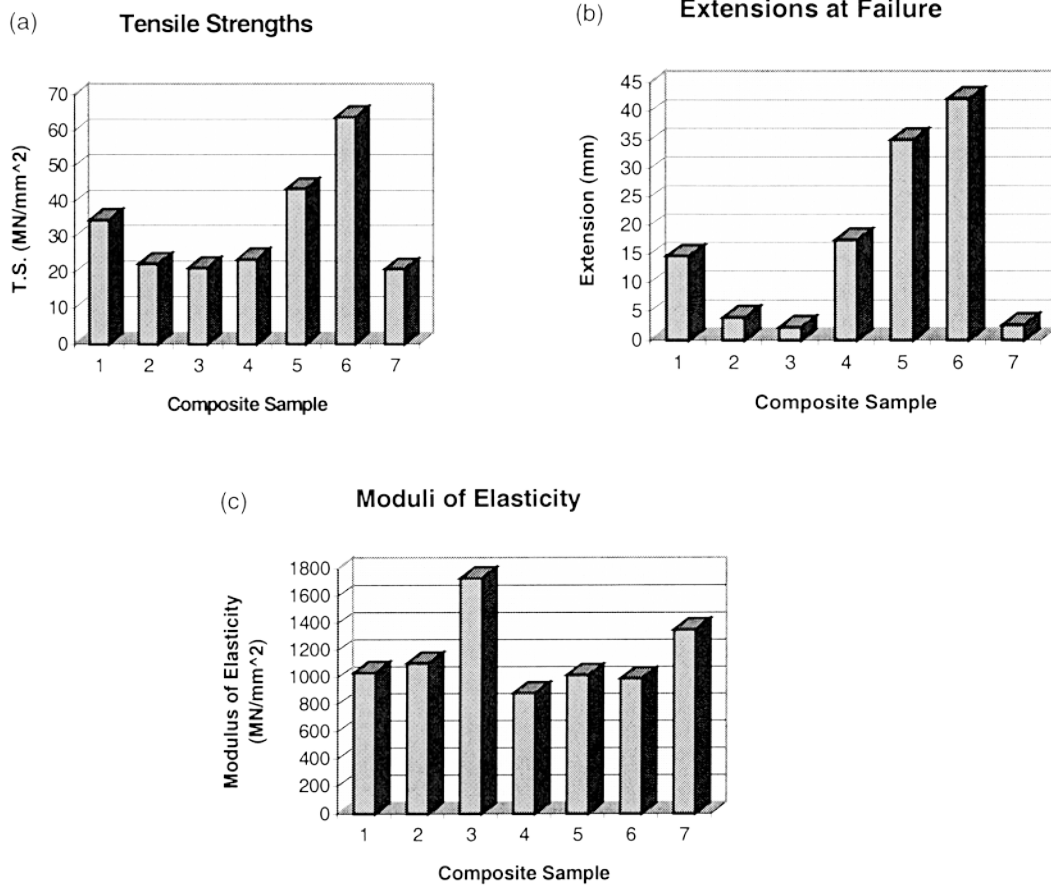 (a)
Tensile Strengths
T.S. (MN/mm^2)
70
60
50
40
30
20
10
0
1 2 3 4 5 6 7
Composite Sample
(b)
Extensions at Failure
Extension (mm)
45
40
35
30
25
20
15
10
5
0
1 2 3 4 5 6 7
Composite Sample
(c)
Moduli of Elasticity
Modulus of Elasticity
(MN/mm^2)
1800
1600
1400
1200
1000
800
600
400
200
0
1 2 3 4 5 6 7
Composite Sample